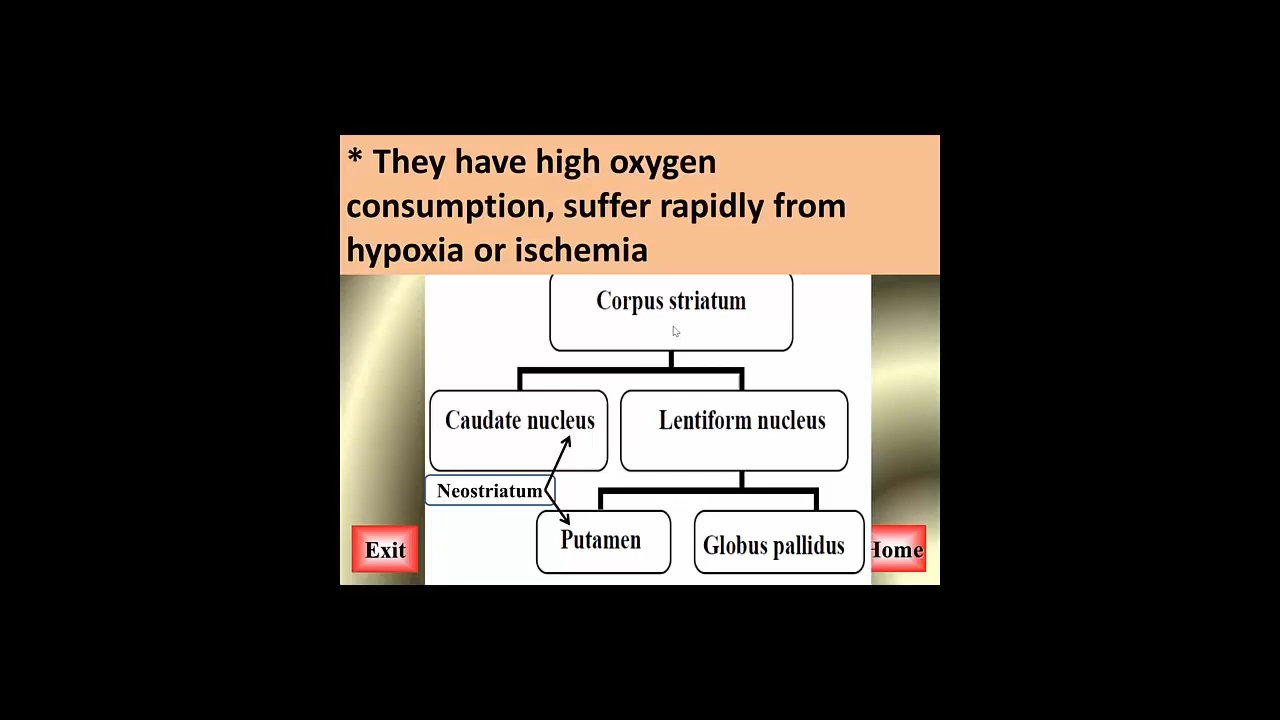 * They have high oxygen
consumption, suffer rapidly from
hypoxia or ischemia
Corpus striatum
Caudate nucleus
Lentiform nucleus
Neostriatum
Putamen
Globus pallidus
Exit
Home